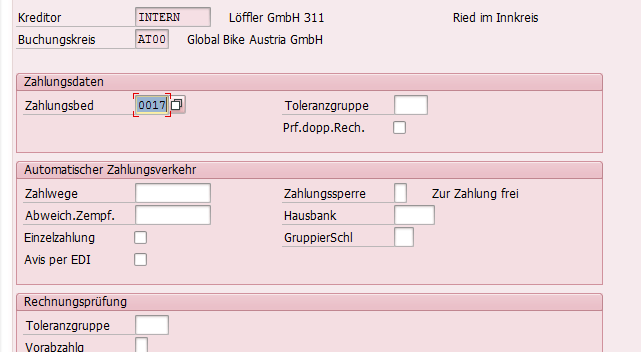 Kreditor INTERN Löffler GmbH 311 Ried im Innkreis
Buchungskreis AT00 Global Bike Austria GmbH
Zahlungsdaten
Zahlungsbed 0017 Toleranzgruppe
Prf.dopp.Rech.
Automatischer Zahlungsverkehr
Zahlwege Zahlungssperre Zur Zahlung frei
Abweich.Zempf. Hausbank
Einzelzahlung GruppierSchl
Avis per EDI
Rechnungsprüfung
Toleranzgruppe
Vorabzahlg